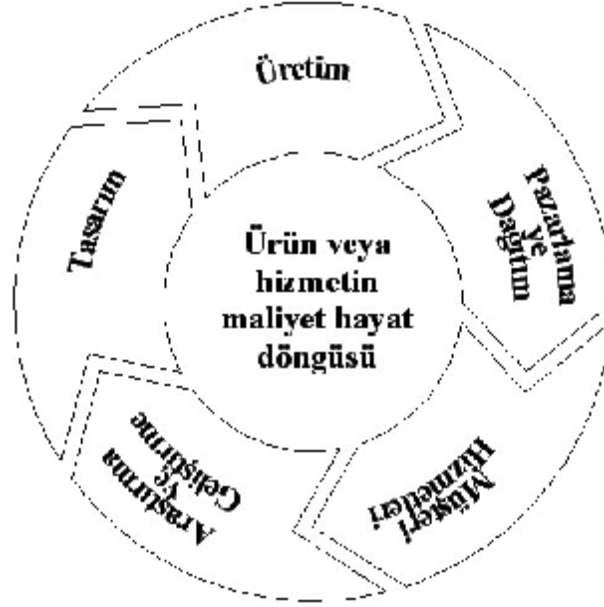 Üretim
Pazarlama
ve
Dağıtım
Müşteri
Hizmetleri
Araştırma
ve
Geliştirme
Tasarım
Ürün veya
hizmetin
maliyet hayat
döngüsü